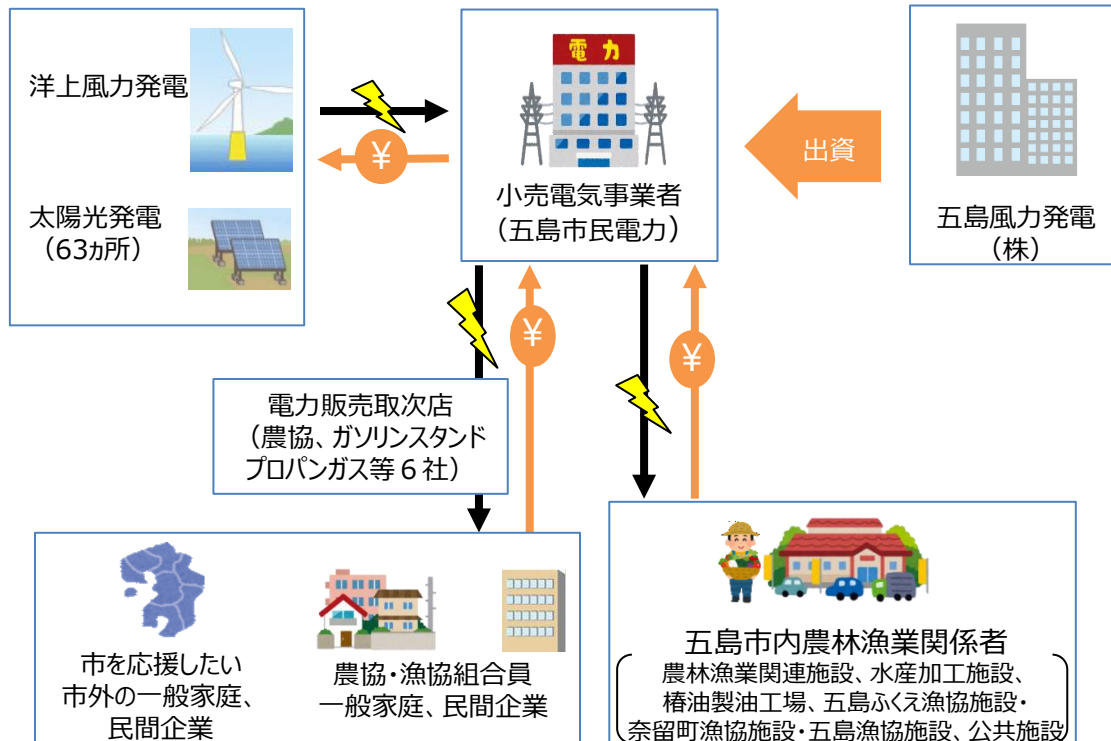 洋上風力発電
太陽光発電
（63ヵ所）
電力
小売電気事業者
（五島市民電力）
出資
五島風力発電
（株）
¥
¥
¥
電力販売取次店
（農協、ガソリンスタンド
プロパンガス等６社）
市を応援したい
市外の一般家庭、
民間企業
農協・漁協組合員
一般家庭、民間企業
五島市内農林漁業関係者
農林漁業関連施設、水産加工施設、
椿油製油工場、五島ふくえ漁協施設・
奈留町漁協施設・五島漁協施設、公共施設